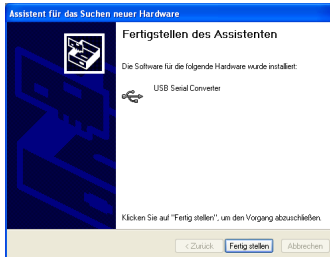 Assistent für das Suchen neuer Hardware
Fertigstellen des Assistenten
Die Software für die folgende Hardware wurde installiert:
USB Serial Converter
Klicken Sie auf "Fertig stellen", um den Vorgang abzuschließen.
< Zurück Fertig stellen Abbrechen